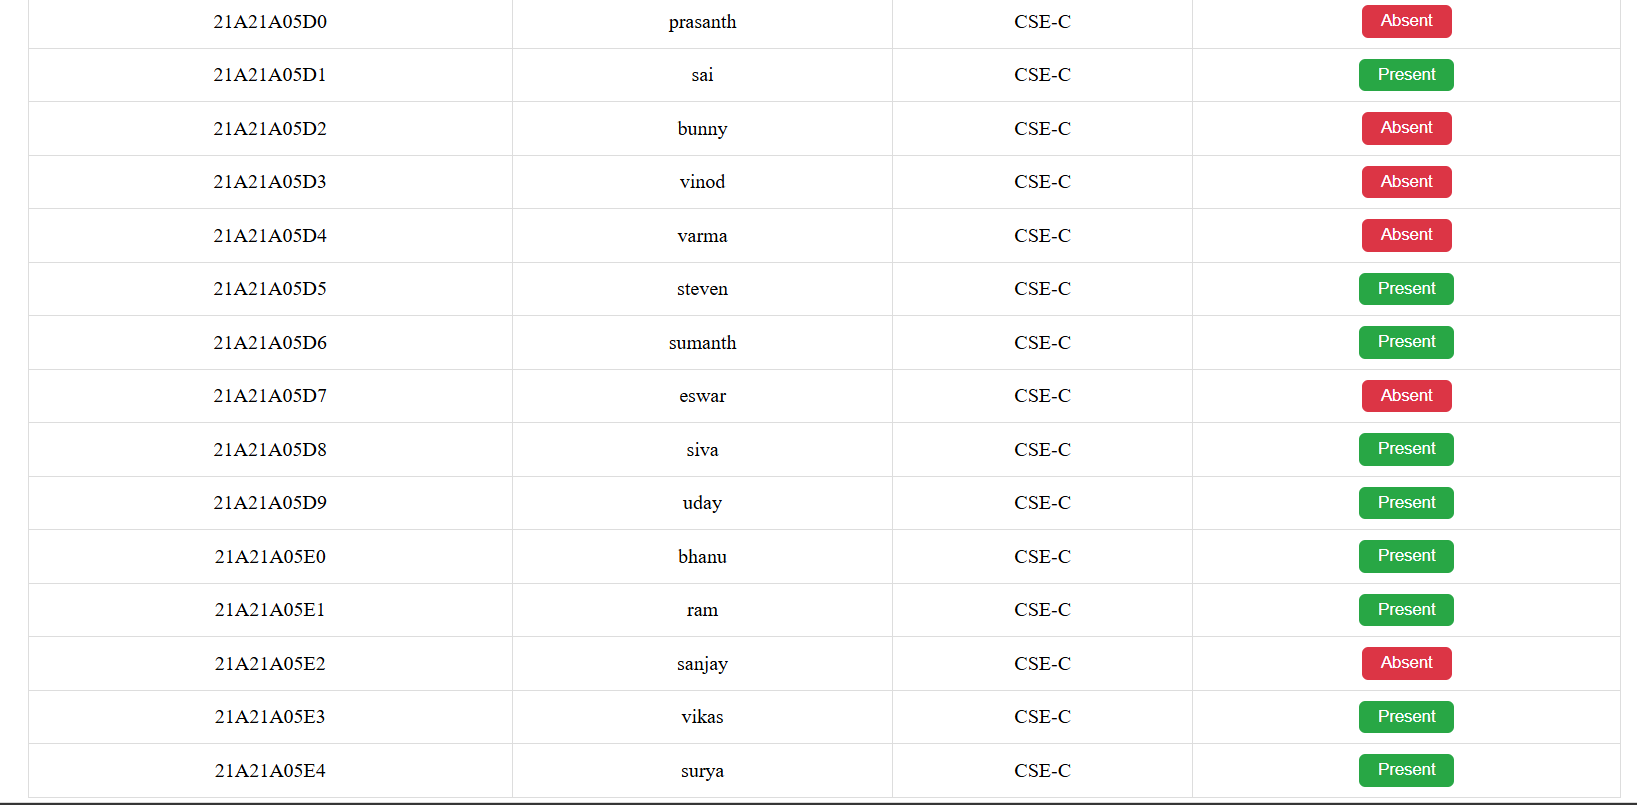 21A21A05D0 prasanth CSE-C Absent
21A21A05D1 sai CSE-C Present
21A21A05D2 bunny CSE-C Absent
21A21A05D3 vinod CSE-C Absent
21A21A05D4 varma CSE-C Absent
21A21A05D5 steven CSE-C Present
21A21A05D6 sumanth CSE-C Present
21A21A05D7 eswar CSE-C Absent
21A21A05D8 siva CSE-C Present
21A21A05D9 uday CSE-C Present
21A21A05E0 bhanu CSE-C Present
21A21A05E1 ram CSE-C Present
21A21A05E2 sanjay CSE-C Absent
21A21A05E3 vikas CSE-C Present
21A21A05E4 surya CSE-C Present